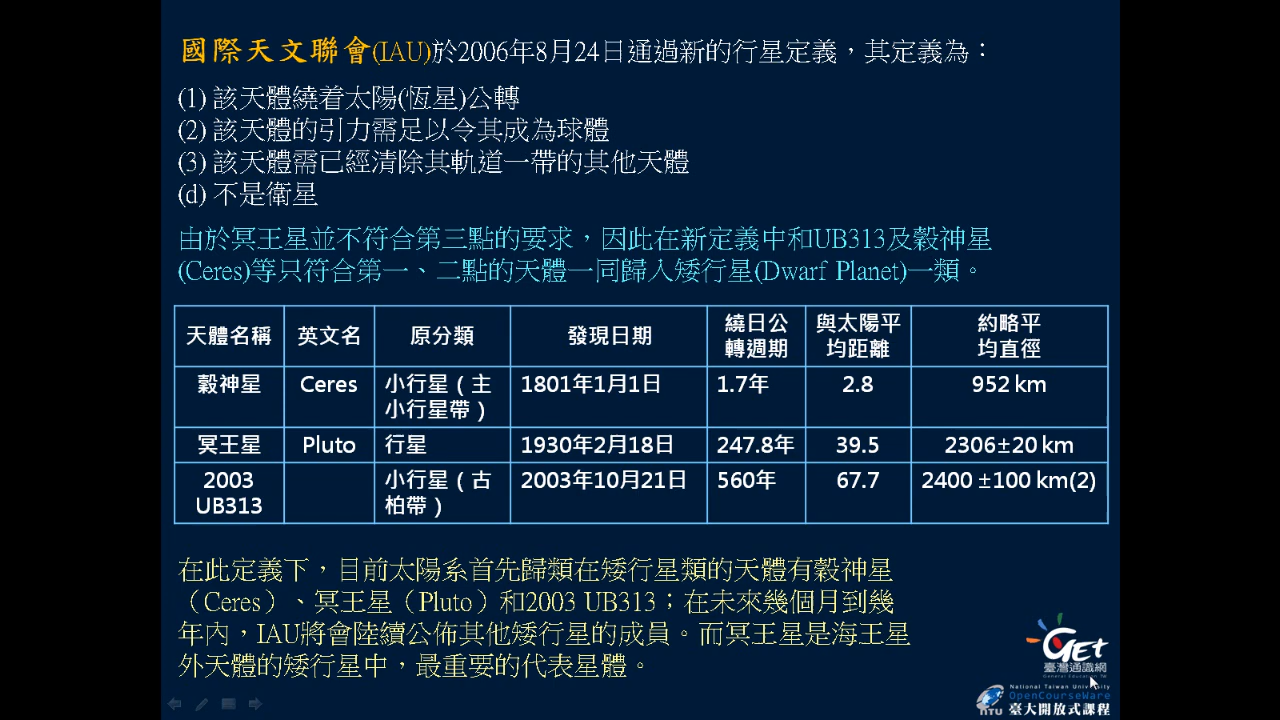 國際天文聯會(IAU)於2006年8月24日通過新的行星定義，其定義為：
(1) 該天體繞着太陽(恆星)公轉
(2) 該天體的引力需足以令其成為球體
(3) 該天體需已經清除其軌道一帶的其他天體
(d) 不是衛星
由於冥王星並不符合第三點的要求，因此在新定義中和UB313及穀神星
(Ceres)等只符合第一、二點的天體一同歸入矮行星(Dwarf Planet)一類。
天體名稱 英文名 原分類 發現日期 繞日公轉週期 與太陽平均距離 約略平均直徑
穀神星 Ceres 小行星（主小行星帶） 1801年1月1日 1.7年 2.8 952 km
冥王星 Pluto 行星 1930年2月18日 247.8年 39.5 2306±20 km
2003 UB313 小行星（古柏帶） 2003年10月21日 560年 67.7 2400 ±100 km(2)
在此定義下，目前太陽系首先歸類在矮行星類的天體有穀神星
（Ceres）、冥王星（Pluto）和2003 UB313；在未來幾個月到幾
年內，IAU將會陸續公佈其他矮行星的成員。而冥王星是海王星
外天體的矮行星中，最重要的代表星體。
GET
臺灣通識網
General Education TW
National Taiwan University
OpenCourseWare
NTU 臺大開放式課程